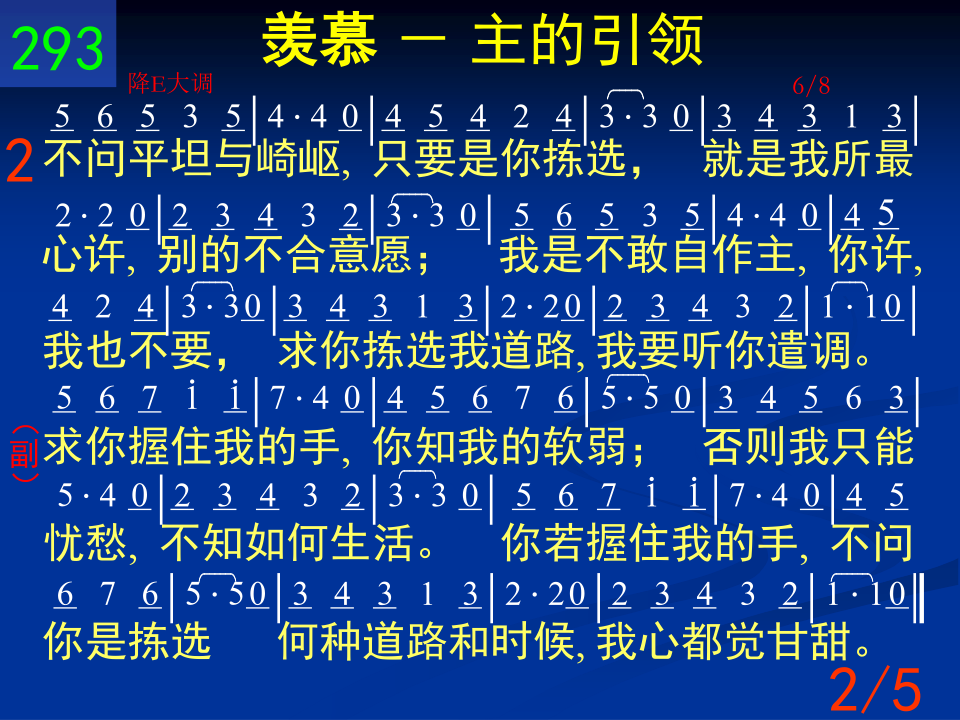 293
羡慕 － 主的引领
降E大调 6/8
5 6 5 3 5|4·4 0|4 5 4 2 4|3·3 0|3 4 3 1 3|
2 不问平坦与崎岖, 只要是你拣选， 就是我所最
2·2 0|2 3 4 3 2|3·3 0|5 6 5 3 5|4·4 0|4 5
心许, 别的不合意愿； 我是不敢自作主, 你许,
4 2 4|3·3 0|3 4 3 1 3|2·2 0|2 3 4 3 2|1·1 0|
我也不要， 求你拣选我道路, 我要听你遣调。
5 6 7 i i|7·4 0|4 5 6 7 6|5·5 0|3 4 5 6 3|
（副） 求你握住我的手, 你知我的软弱； 否则我只能
5·4 0|2 3 4 3 2|3·3 0|5 6 7 i i|7·4 0|4 5
忧愁, 不知如何生活。 你若握住我的手, 不问
6 7 6|5·5 0|3 4 3 1 3|2·2 0|2 3 4 3 2|1·1 0‖
你是拣选 何种道路和时候, 我心都觉甘甜。
2/5